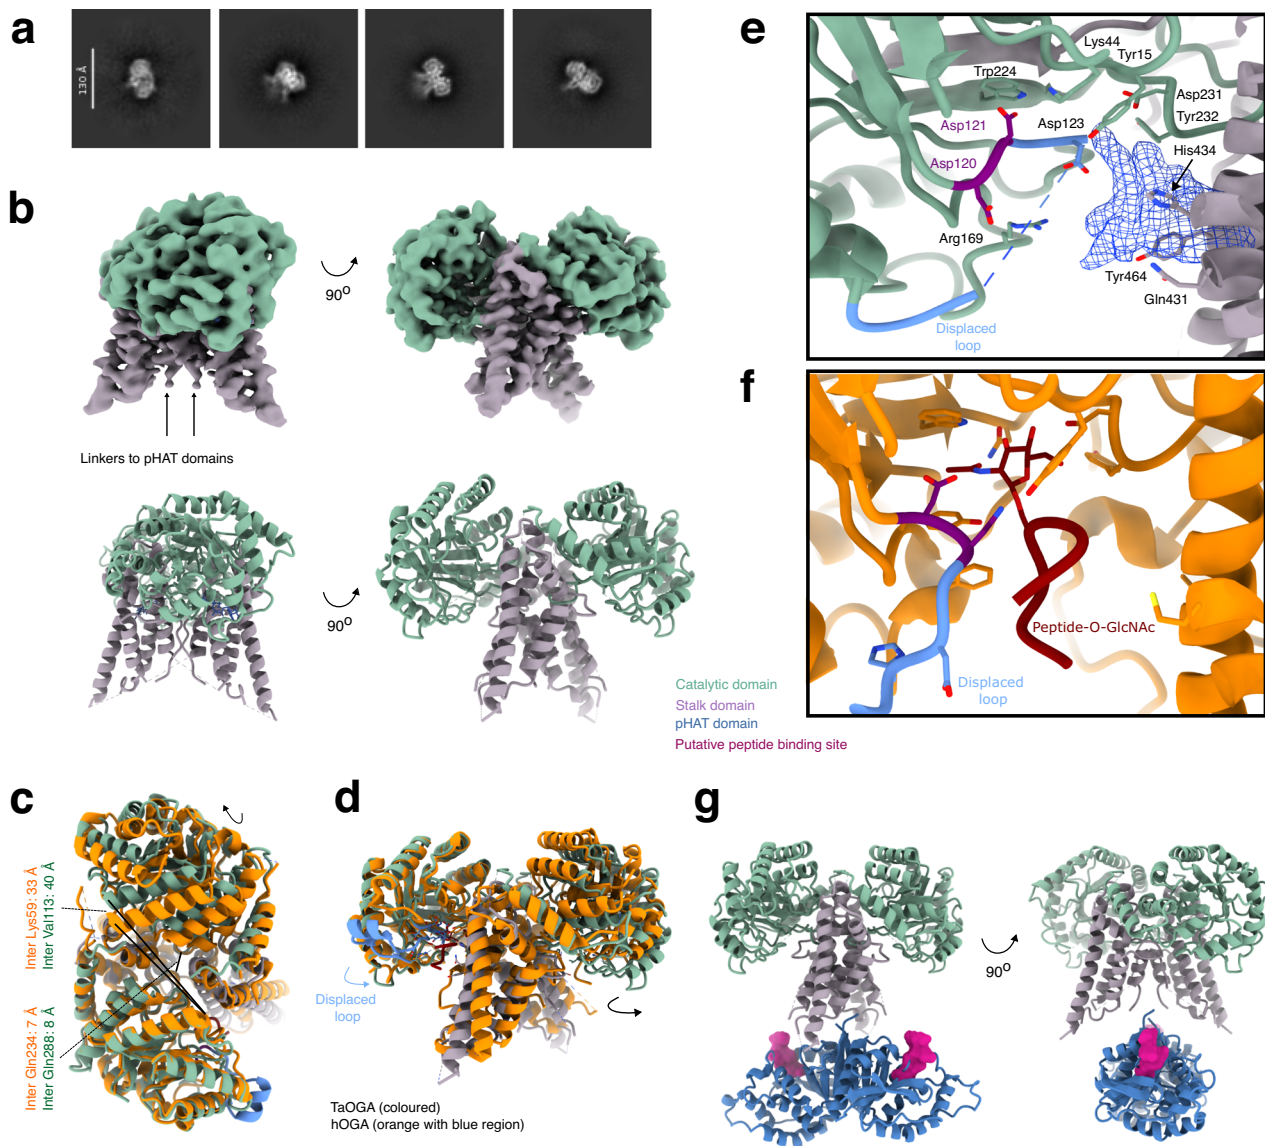 a
130 Å
b
90°
Linkers to pHAT domains
90°
Catalytic domain
Stalk domain
pHAT domain
Putative peptide binding site
c
Inter Lys59: 33 Å
Inter Val113: 40 Å
Inter Gln234: 7 Å
Inter Gln288: 8 Å
d
Displaced
loop
TaOGA (coloured)
hOGA (orange with blue region)
e
Lys44
Tyr15
Trp224
Asp231
Asp121
Asp123
Tyr232
His434
Asp120
Arg169
Tyr464
Gln431
Displaced
loop
f
Peptide-O-GlcNAc
Displaced
loop
g
90°